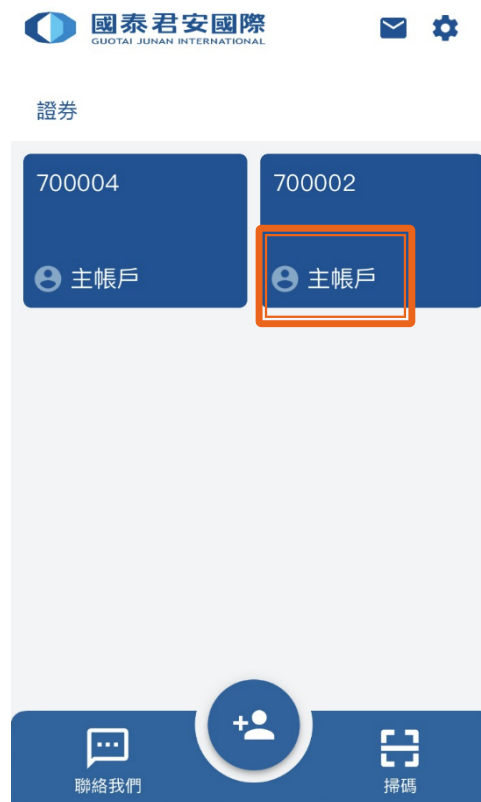 國泰君安國際
GUOTAI JUNAN INTERNATIONAL
證券
700004
700002
主帳戶
主帳戶
聯絡我們
掃碼